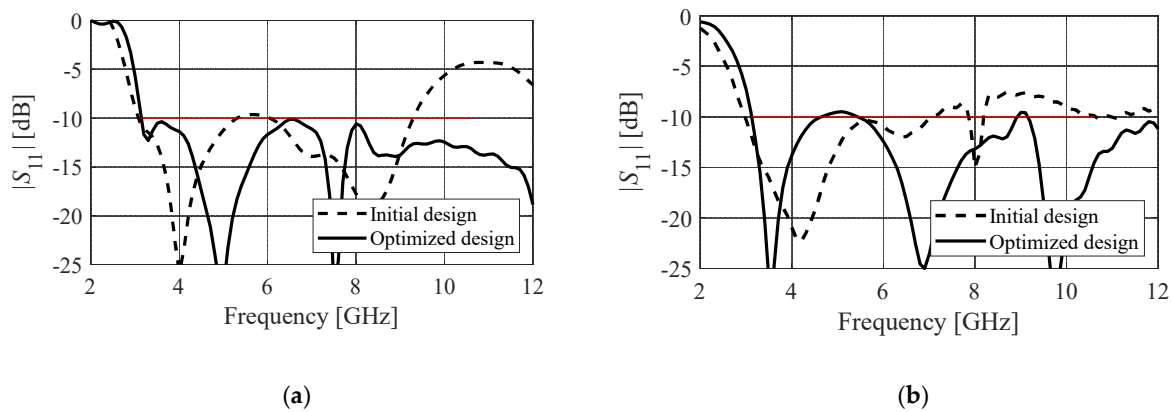 0
-5
-10
-15
-20
-25
|S11| [dB]
Initial design
Optimized design
2 4 6 8 10 12
Frequency [GHz]
(a)
0
-5
-10
-15
-20
-25
|S11| [dB]
Initial design
Optimized design
2 4 6 8 10 12
Frequency [GHz]
(b)